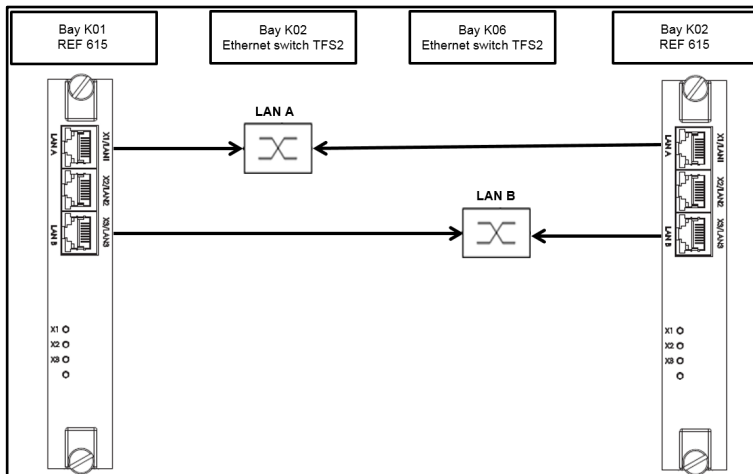 Bay K01
REF 615
Bay K02
Ethernet switch TFS2
Bay K06
Ethernet switch TFS2
Bay K02
REF 615
LAN A
LAN B
LAN A
X1/LAN1
X2/LAN2
LAN B
X3/LAN3
X1
X2
X3
LAN A
X1/LAN1
X2/LAN2
LAN B
X3/LAN3
X1
X2
X3